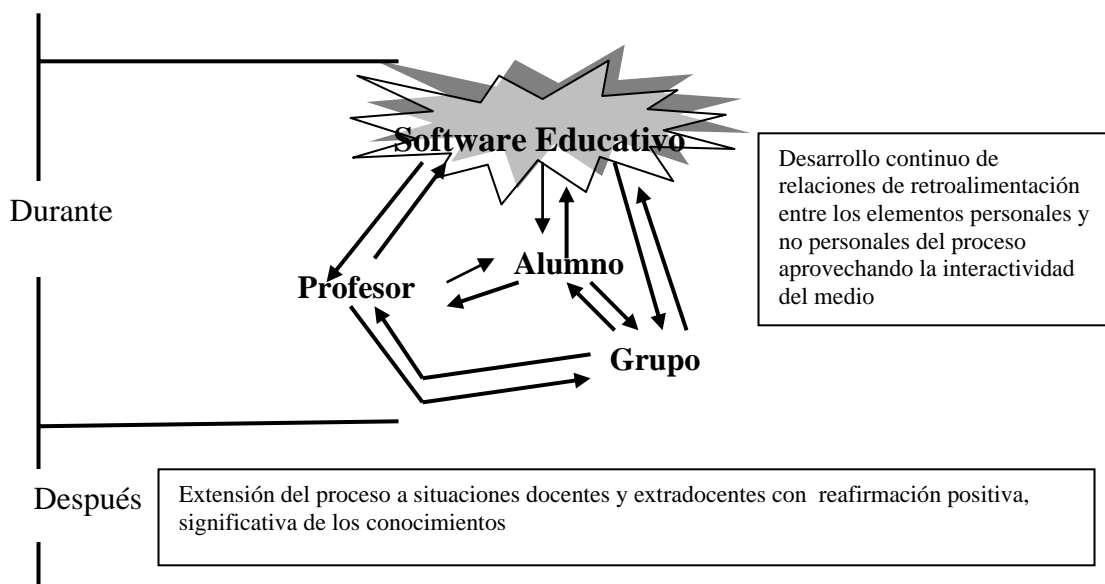 Software Educativo
Desarrollo continuo de
relaciones de retroalimentación
entre los elementos personales y
no personales del proceso
aprovechando la interactividad
del medio
Durante
Alumno
Profesor
Grupo
Después
Extensión del proceso a situaciones docentes y extradocentes con  reafirmación positiva,
significativa de los conocimientos